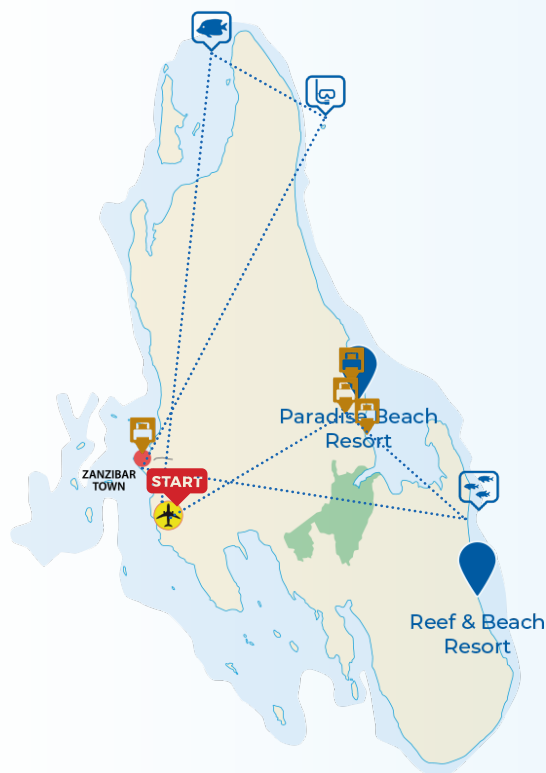 Paradise Beach
Resort
ZANZIBAR
TOWN
START
Reef & Beach
Resort